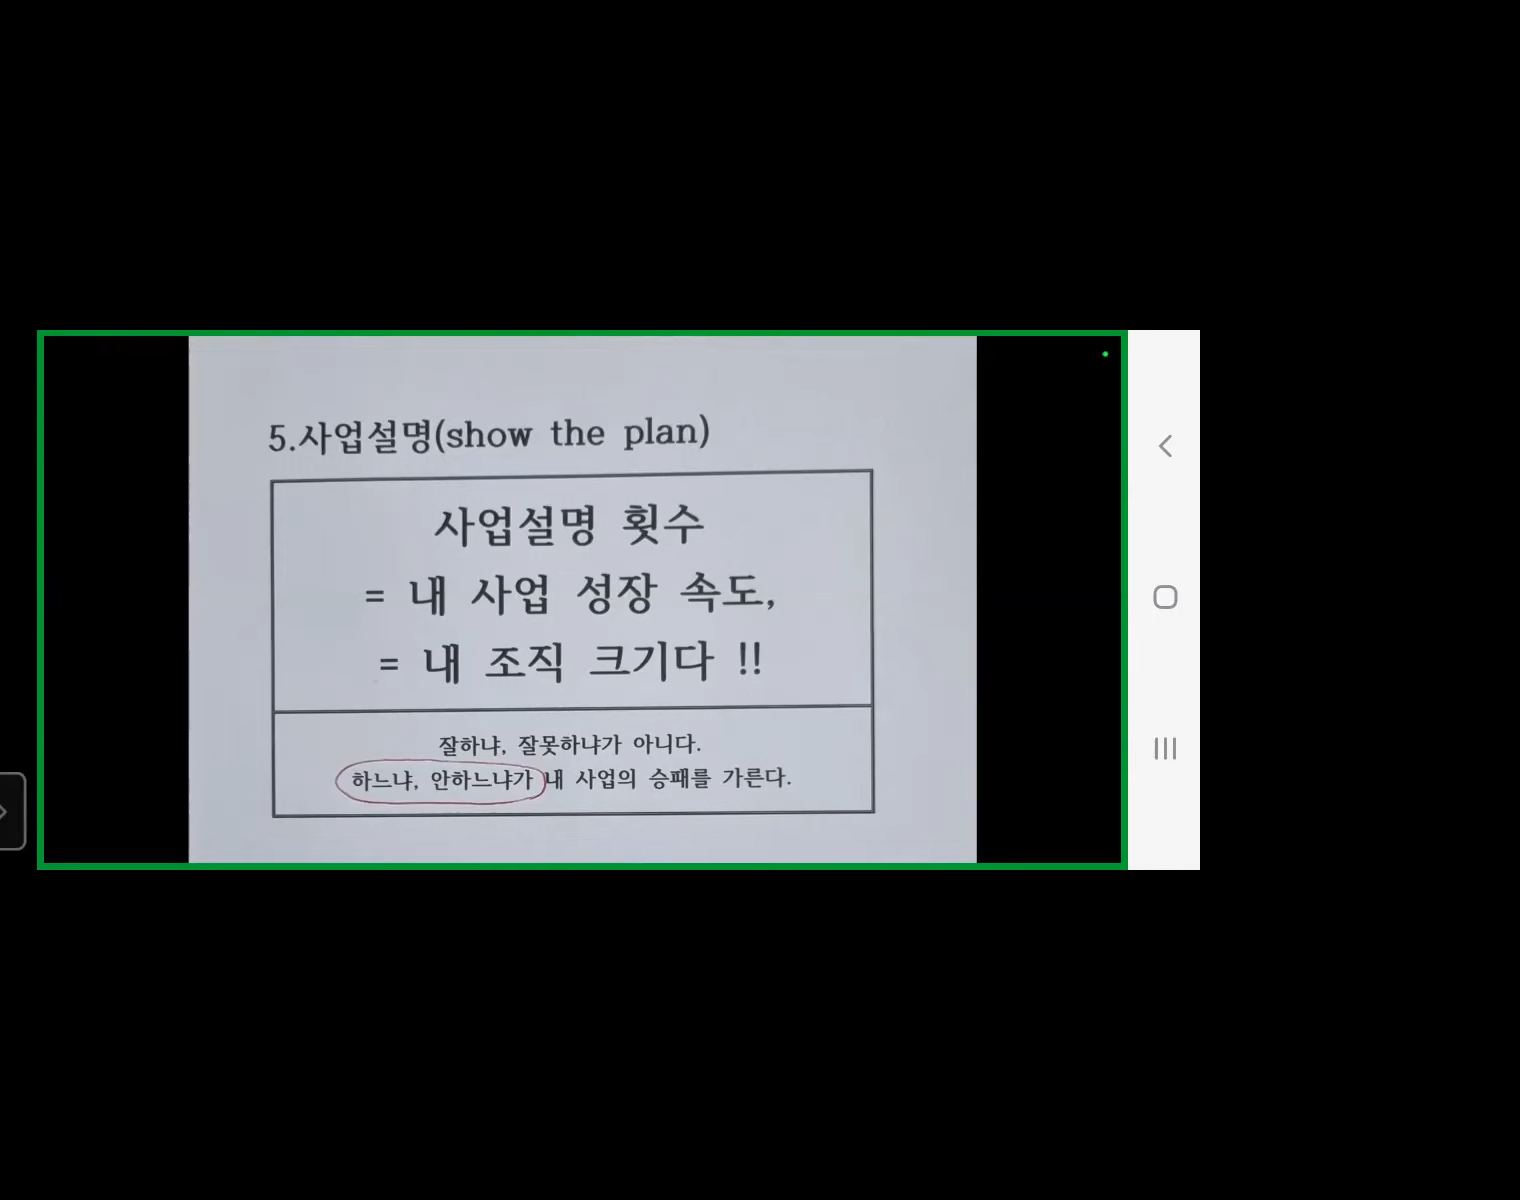 5.사업설명(show the plan)
사업설명 횟수
= 내 사업 성장 속도,
= 내 조직 크기다 !!
잘하냐, 잘못하냐가 아니다.
하느냐, 안하느냐가 내 사업의 승패를 가른다.